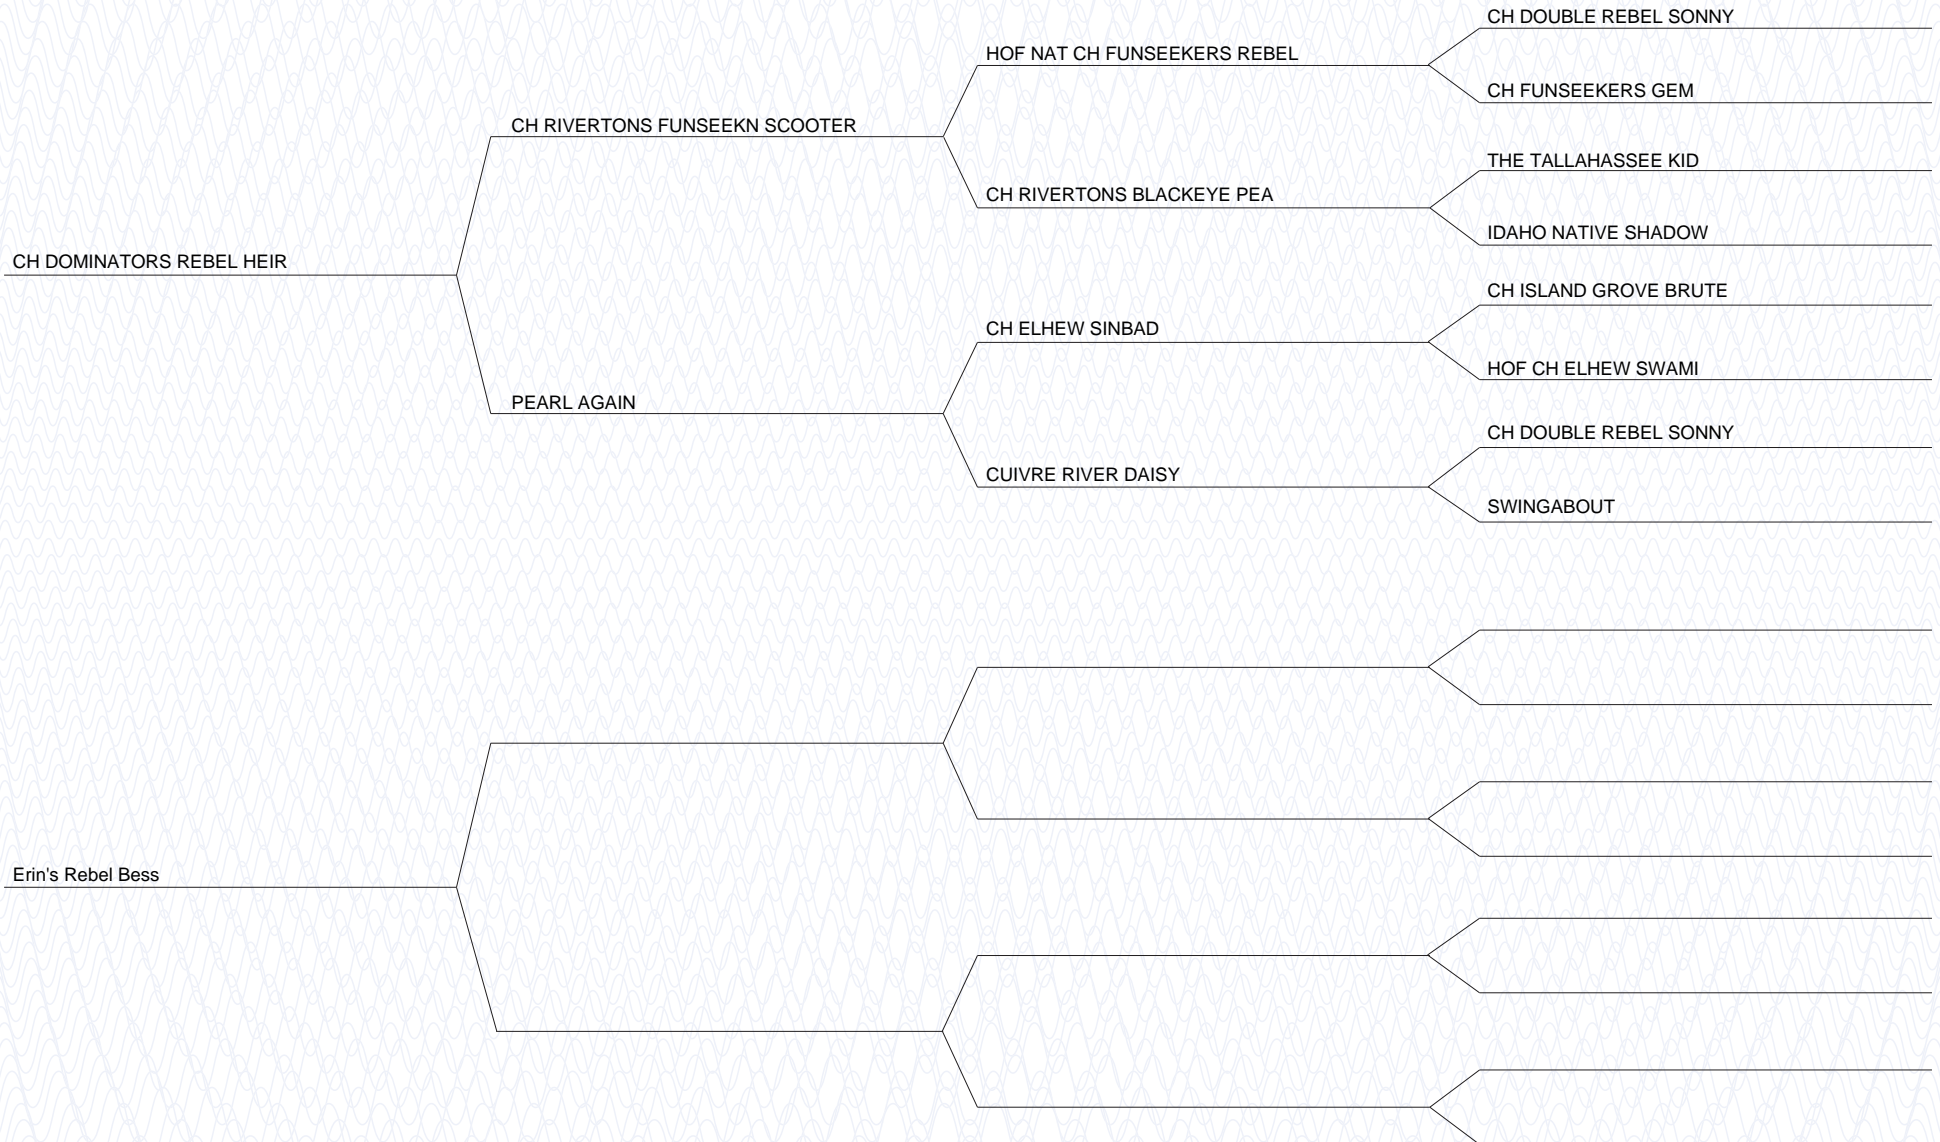 CH DOUBLE REBEL SONNY
HOF NAT CH FUNSEEKERS REBEL
CH FUNSEEKERS GEM
CH RIVERTONS FUNSEEKN SCOOTER
THE TALLAHASSEE KID
CH RIVERTONS BLACKEYE PEA
IDAHO NATIVE SHADOW
CH DOMINATORS REBEL HEIR
CH ISLAND GROVE BRUTE
CH ELHEW SINBAD
HOF CH ELHEW SWAMI
PEARL AGAIN
CH DOUBLE REBEL SONNY
CUIVRE RIVER DAISY
SWINGABOUT
Erin's Rebel Bess